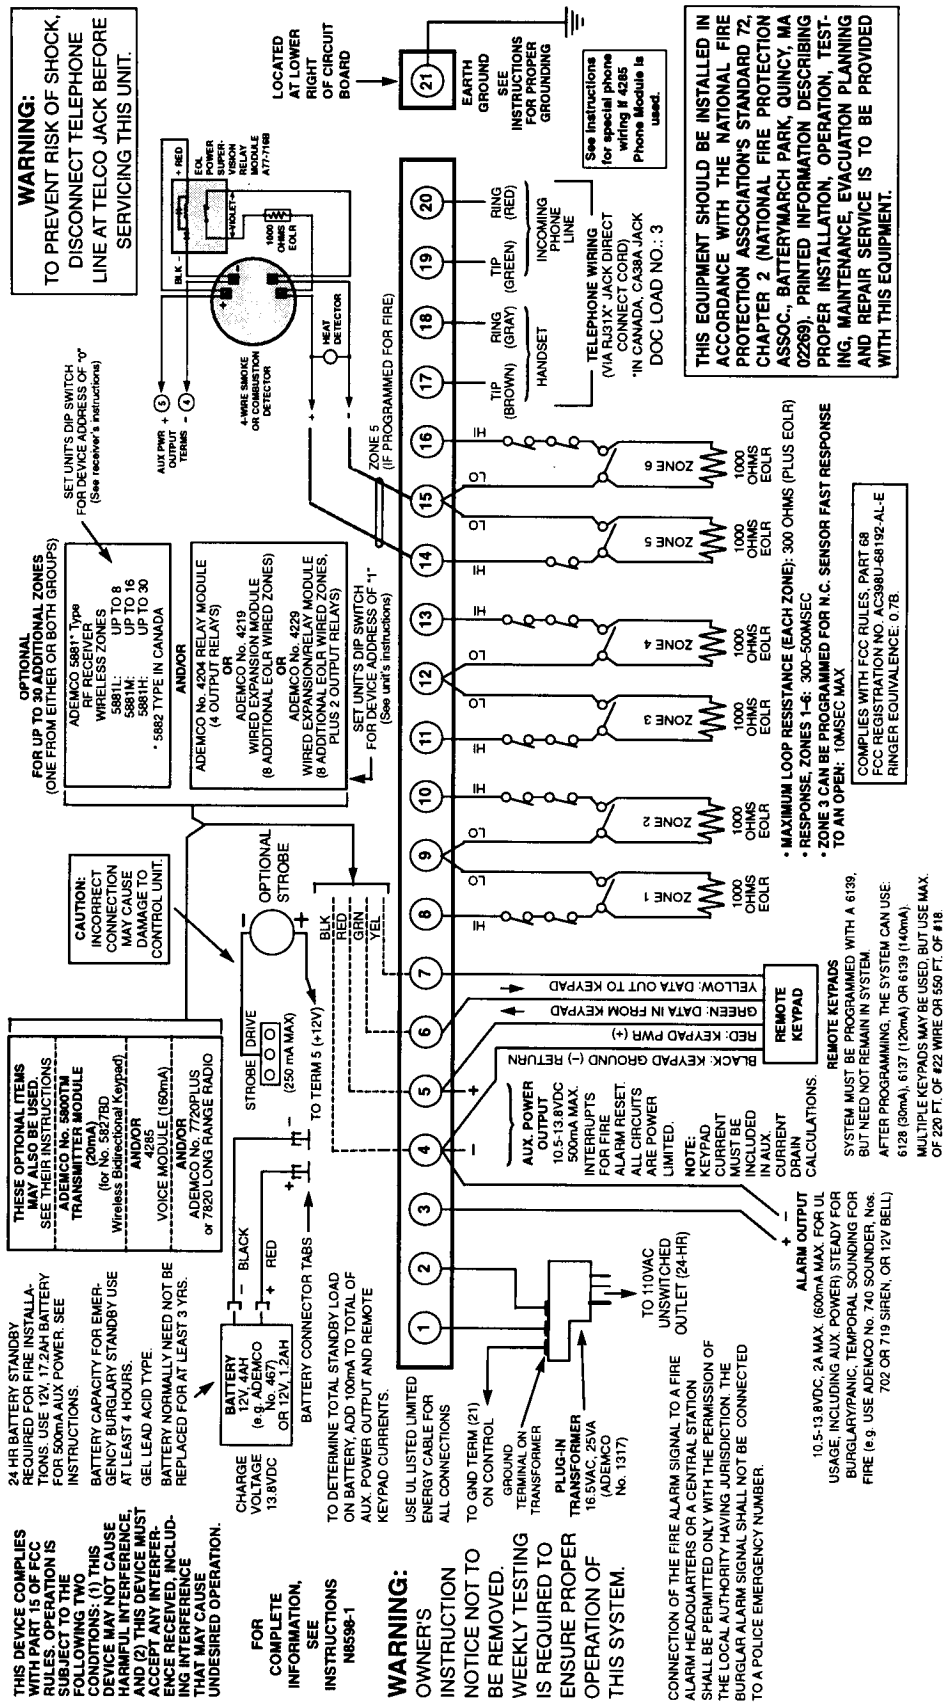 THIS DEVICE COMPLIES
WITH PART 15 OF FCC
RULES. OPERATION IS
SUBJECT TO THE
FOLLOWING TWO
CONDITIONS: (1) THIS
DEVICE MAY NOT CAUSE
HARMFUL INTERFERENCE,
AND (2) THIS DEVICE MUST
ACCEPT ANY INTERFER-
ENCE RECEIVED, INCLUD-
ING INTERFERENCE
THAT MAY CAUSE
UNDESIRED OPERATION.
FOR
COMPLETE
INFORMATION,
SEE
INSTRUCTIONS
N8598-1
WARNING:
OWNER'S
INSTRUCTION
NOTICE NOT TO
BE REMOVED.
WEEKLY TESTING
IS REQUIRED TO
ENSURE PROPER
OPERATION OF
THIS SYSTEM.
24 HR BATTERY STANDBY
REQUIRED FOR FIRE INSTALLA-
TIONS. USE 12V, 17.2AH BATTERY
FOR 500mA AUX POWER. SEE
INSTRUCTIONS.
BATTERY CAPACITY FOR EMER-
GENCY BURGLARY STANDBY USE
AT LEAST 4 HOURS.
GEL LEAD ACID TYPE.
BATTERY NORMALLY NEED NOT BE
REPLACED FOR AT LEAST 3 YRS.
CHARGE
VOLTAGE
13.8VDC
BATTERY
12V, 4AH
(e.g. ADEMCO
No. 467)
OR 12V, 1.2AH
- BLACK
+ RED
BATTERY CONNECTOR TABS
+ -
TO DETERMINE TOTAL STANDBY LOAD
ON BATTERY, ADD 100mA TO TOTAL OF
AUX. POWER OUTPUT AND REMOTE
KEYPAD CURRENTS.
USE UL LISTED LIMITED
ENERGY CABLE FOR
ALL CONNECTIONS
TO GND TERM (21)
ON CONTROL
GROUND
TERMINAL ON
TRANSFORMER
PLUG-IN
TRANSFORMER
16.5VAC, 25VA
(ADEMCO
No. 1317)
TO 110VAC
UNSWITCHED
OUTLET (24-HR)
CONNECTION OF THE FIRE ALARM SIGNAL TO A FIRE
ALARM HEADQUARTERS OR A CENTRAL STATION
SHALL BE PERMITTED ONLY WITH THE PERMISSION OF
THE LOCAL AUTHORITY HAVING JURISDICTION. THE
BURGLAR ALARM SIGNAL SHALL NOT BE CONNECTED
TO A POLICE EMERGENCY NUMBER.
THESE OPTIONAL ITEMS
MAY ALSO BE USED.
SEE THEIR INSTRUCTIONS
ADEMCO No. 5800TM
TRANSMITTER MODULE
(20mA)
(for No. 5827BD
Wireless Bidirectional Keypad)
AND/OR
4285
VOICE MODULE (160mA)
AND/OR
ADEMCO No. 7720PLUS
or 7820 LONG RANGE RADIO
CAUTION:
INCORRECT
CONNECTION
MAY CAUSE
DAMAGE TO
CONTROL UNIT.
STROBE DRIVE
(250 mA MAX)
- +
OPTIONAL
STROBE
TO TERM 5 (+12V)
BLK
RED
GRN
YEL
OPTIONAL
FOR UP TO 30 ADDITIONAL ZONES
(ONE FROM EITHER OR BOTH GROUPS)
ADEMCO 5881* Type
RF RECEIVER
WIRELESS ZONES
5881L: UP TO 8
5881M: UP TO 16
5881H: UP TO 30
* 5882 TYPE IN CANADA
AND/OR
ADEMCO No. 4204 RELAY MODULE
(4 OUTPUT RELAYS)
OR
ADEMCO No. 4219
WIRED EXPANSION MODULE
(8 ADDITIONAL EOLR WIRED ZONES)
OR
ADEMCO No. 4229
WIRED EXPANSION/RELAY MODULE
(8 ADDITIONAL EOLR WIRED ZONES,
PLUS 2 OUTPUT RELAYS)
SET UNIT'S DIP SWITCH
FOR DEVICE ADDRESS OF "0"
(See receiver's instructions)
SET UNIT'S DIP SWITCH
FOR DEVICE ADDRESS OF "1"
(See unit's instructions)
WARNING:
TO PREVENT RISK OF SHOCK,
DISCONNECT TELEPHONE
LINE AT TELCO JACK BEFORE
SERVICING THIS UNIT.
AUX PWR + 5
OUTPUT
TERMS - 4
4-WIRE SMOKE
OR COMBUSTION
DETECTOR
+ -
BLK -
+ RED
VIOLET
EOL
POWER
SUPER-
VISION
RELAY
MODULE
A77-716B
1000
OHMS
EOLR
HEAT
DETECTOR
+
-
ZONE 5
(IF PROGRAMMED FOR FIRE)
LOCATED
AT LOWER
RIGHT
OF CIRCUIT
BOARD
21
EARTH
GROUND
SEE
INSTRUCTIONS
FOR PROPER
GROUNDING
See instructions
for special phone
wiring if 4285
Phone Module is
used.
1 2 3 4 5 6 7 8 9 10 11 12 13 14 15 16 17 18 19 20
- +
AUX. POWER
OUTPUT
10.5-13.8VDC
500mA MAX.
INTERRUPTS
FOR FIRE
ALARM RESET.
ALL CIRCUITS
ARE POWER
LIMITED.
NOTE:
KEYPAD
CURRENT
MUST BE
INCLUDED
IN AUX.
CURRENT
DRAIN
CALCULATIONS.
+ -
ALARM OUTPUT
10.5-13.8VDC, 2A MAX. (600mA MAX. FOR UL
USAGE, INCLUDING AUX POWER) STEADY FOR
BURGLARY/PANIC, TEMPORAL SOUNDING FOR
FIRE (e.g. USE ADEMCO No. 740 SOUNDER, Nos.
702 OR 719 SIREN, OR 12V BELL)
BLACK: KEYPAD GROUND (-) RETURN
RED: KEYPAD PWR (+)
GREEN: DATA IN FROM KEYPAD
YELLOW: DATA OUT TO KEYPAD
REMOTE
KEYPAD
REMOTE KEYPADS
SYSTEM MUST BE PROGRAMMED WITH A 6139,
BUT NEED NOT REMAIN IN SYSTEM.
AFTER PROGRAMMING, THE SYSTEM CAN USE:
6128 (30mA), 6137 (120mA) OR 6139 (140mA).
MULTIPLE KEYPADS MAY BE USED, BUT USE MAX.
OF 220 FT. OF #22 WIRE OR 550 FT. OF #18.
HI LO LO HI HI LO LO HI HI LO LO HI
ZONE 1
ZONE 2
ZONE 3
ZONE 4
ZONE 5
ZONE 6
1000
OHMS
EOLR
1000
OHMS
EOLR
1000
OHMS
EOLR
1000
OHMS
EOLR
1000
OHMS
EOLR
1000
OHMS
EOLR
• MAXIMUM LOOP RESISTANCE (EACH ZONE): 300 OHMS (PLUS EOLR)
• RESPONSE, ZONES 1–6: 300–500MSEC
• ZONE 3 CAN BE PROGRAMMED FOR N.C. SENSOR FAST RESPONSE
TO AN OPEN: 10MSEC MAX
COMPLIES WITH FCC RULES, PART 68
FCC REGISTRATION NO. AC398U-68192-AL-E
RINGER EQUIVALENCE: 0.7B.
TIP
(BROWN)
RING
(GRAY)
HANDSET
TIP
(GREEN)
RING
(RED)
INCOMING
PHONE
LINE
TELEPHONE WIRING
(VIA RJ31X* JACK DIRECT
CONNECT CORD)
*IN CANADA, CA38A JACK
DOC LOAD NO.: 3
THIS EQUIPMENT SHOULD BE INSTALLED IN
ACCORDANCE WITH THE NATIONAL FIRE
PROTECTION ASSOCIATION'S STANDARD 72,
CHAPTER 2 (NATIONAL FIRE PROTECTION
ASSOC., BATTERYMARCH PARK, QUINCY, MA
02269). PRINTED INFORMATION DESCRIBING
PROPER INSTALLATION, OPERATION, TEST-
ING, MAINTENANCE, EVACUATION PLANNING
AND REPAIR SERVICE IS TO BE PROVIDED
WITH THIS EQUIPMENT.